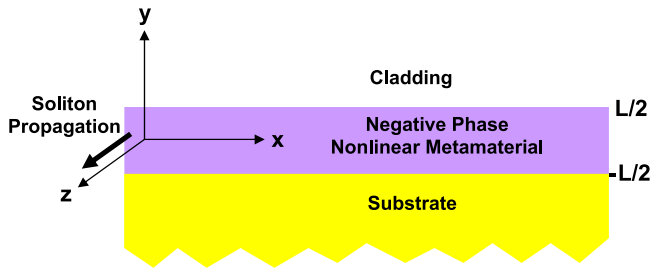 y
Cladding
Soliton
Propagation
L/2
Negative Phase
Nonlinear Metamaterial
x
z
-L/2
Substrate